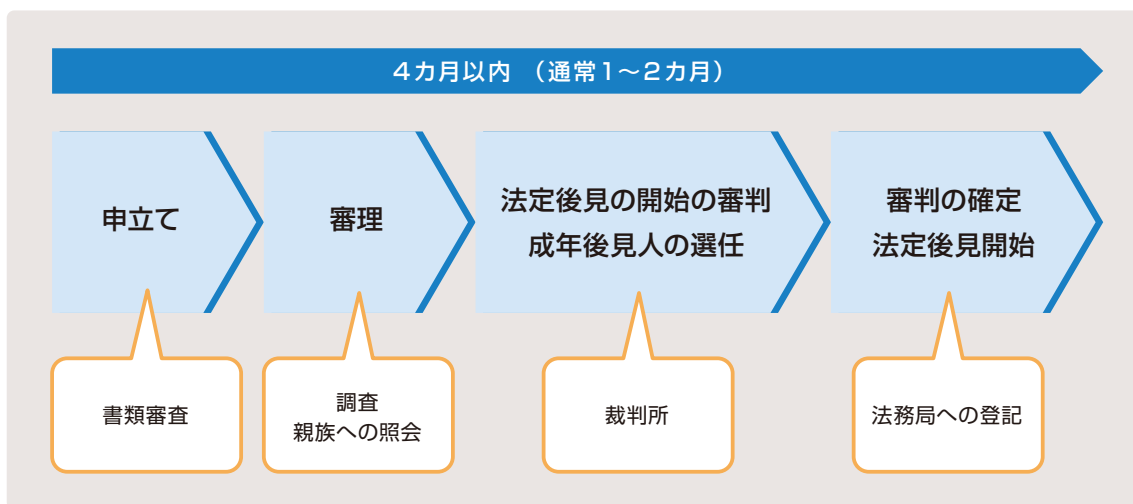 4カ月以内 （通常1～2カ月）
申立て
審理
法定後見の開始の審判
成年後見人の選任
審判の確定
法定後見開始
書類審査
調査
親族への照会
裁判所
法務局への登記